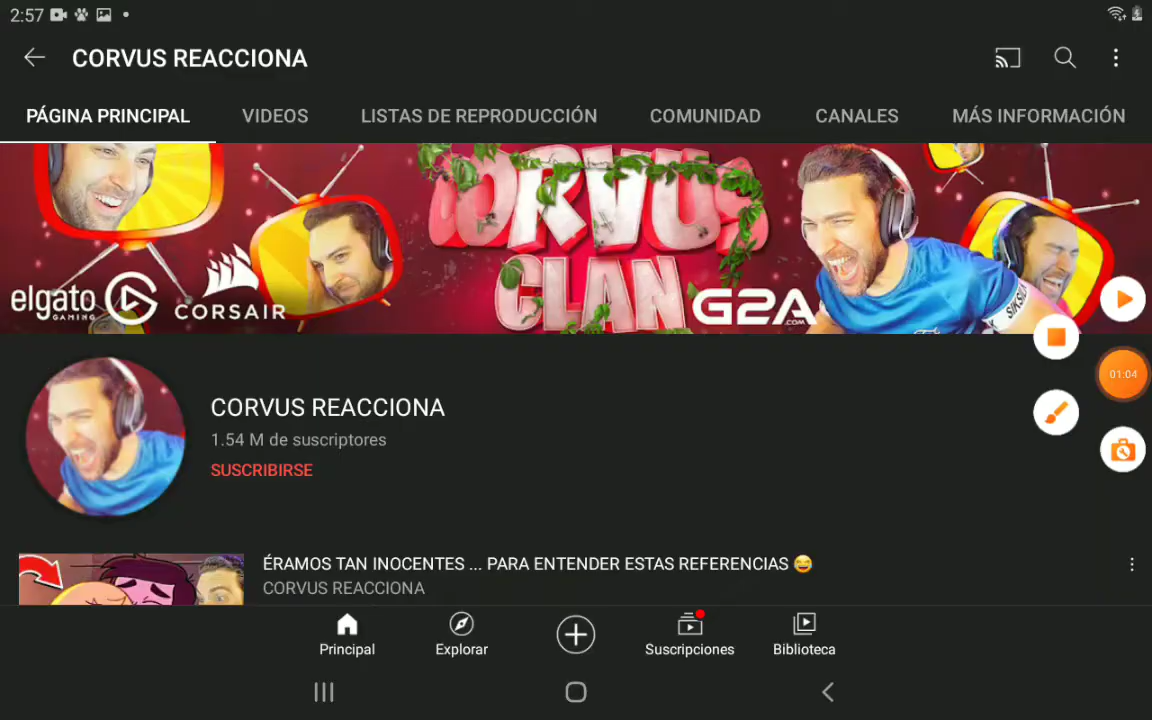 2:57
CORVUS REACCIONA
PÁGINA PRINCIPAL VIDEOS LISTAS DE REPRODUCCIÓN COMUNIDAD CANALES MÁS INFORMACIÓN
CORVUS
CLAN
elgato
GAMING
CORSAIR
G2A
.COM
01:04
CORVUS REACCIONA
1.54 M de suscriptores
SUSCRIBIRSE
ÉRAMOS TAN INOCENTES ... PARA ENTENDER ESTAS REFERENCIAS 😂
CORVUS REACCIONA
Principal Explorar Suscripciones Biblioteca